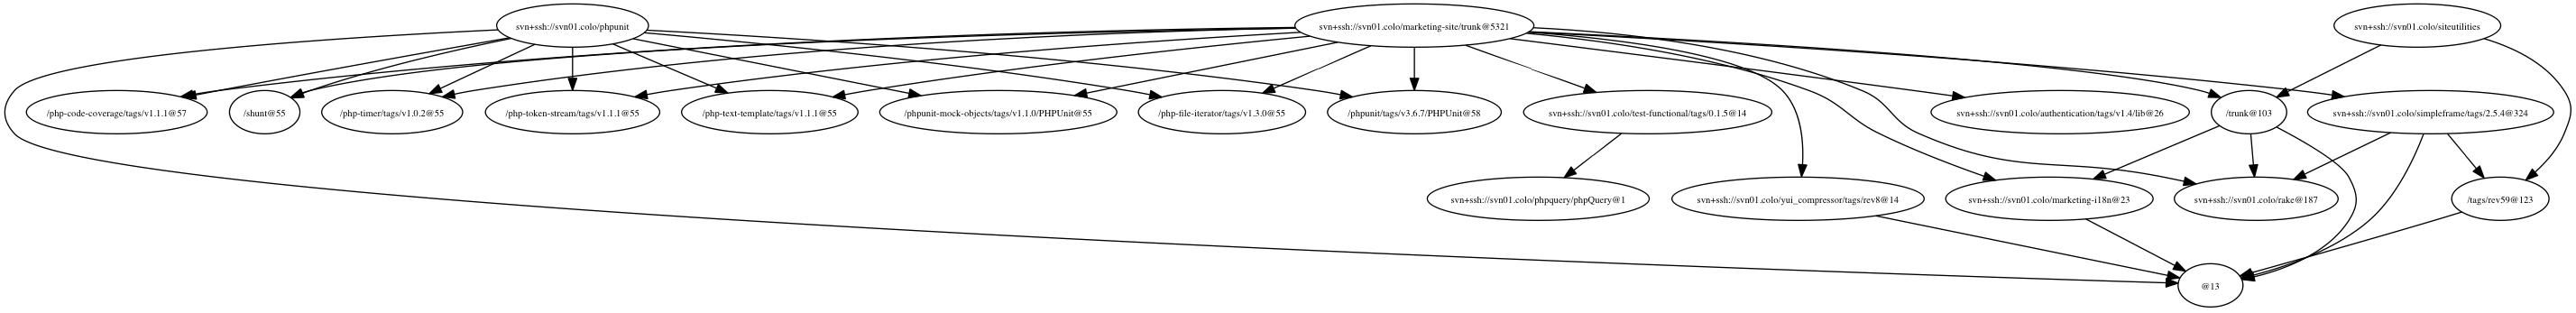 svn+ssh://svn01.colo/phpunit
svn+ssh://svn01.colo/marketing-site/trunk@5321
svn+ssh://svn01.colo/siteutilities
/php-code-coverage/tags/v1.1.1@57
/shunt@55
/php-timer/tags/v1.0.2@55
/php-token-stream/tags/v1.1.1@55
/php-text-template/tags/v1.1.1@55
/phpunit-mock-objects/tags/v1.1.0/PHPUnit@55
/php-file-iterator/tags/v1.3.0@55
/phpunit/tags/v3.6.7/PHPUnit@58
svn+ssh://svn01.colo/test-functional/tags/0.1.5@14
svn+ssh://svn01.colo/authentication/tags/v1.4/lib@26
/trunk@103
svn+ssh://svn01.colo/simpleframe/tags/2.5.4@324
svn+ssh://svn01.colo/phpquery/phpQuery@1
svn+ssh://svn01.colo/yui_compressor/tags/rev8@14
svn+ssh://svn01.colo/marketing-i18n@23
svn+ssh://svn01.colo/rake@187
/tags/rev59@123
@13